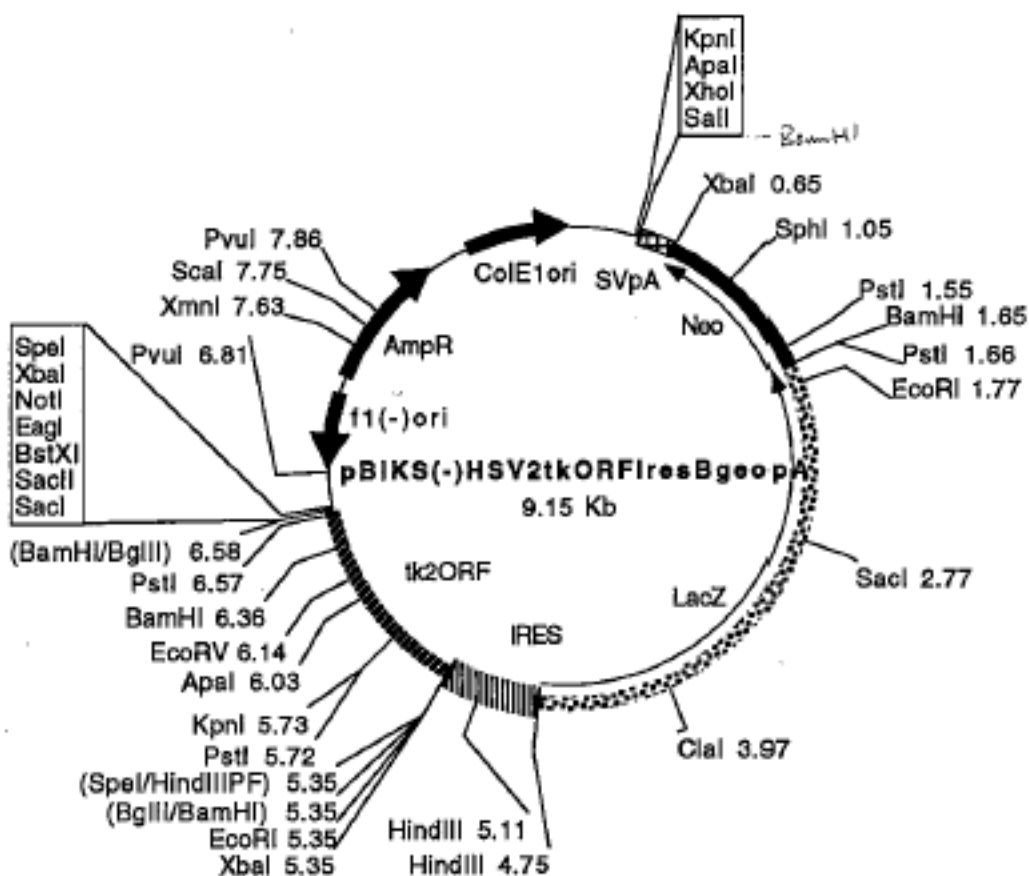 KpnI
ApaI
XhoI
SalI
BamHI
XbaI 0.65
SphI 1.05
PstI 1.55
BamHI 1.65
PstI 1.66
EcoRI 1.77
SacI 2.77
ClaI 3.97
HindIII 4.75
HindIII 5.11
XbaI 5.35
EcoRI 5.35
(BglII/BamHI) 5.35
(SpeI/HindIIIPF) 5.35
PstI 5.72
KpnI 5.73
ApaI 6.03
EcoRV 6.14
BamHI 6.36
PstI 6.57
(BamHI/BglII) 6.58
SpeI
XbaI
NotI
EagI
BstXI
SacII
SacI
PvuI 6.81
XmnI 7.63
ScaI 7.75
PvuI 7.86
ColE1ori
SVpA
Neo
AmpR
f1(-)ori
pBlKS(-)HSV2tkORFIresBgeopA
9.15 Kb
tk2ORF
IRES
LacZ